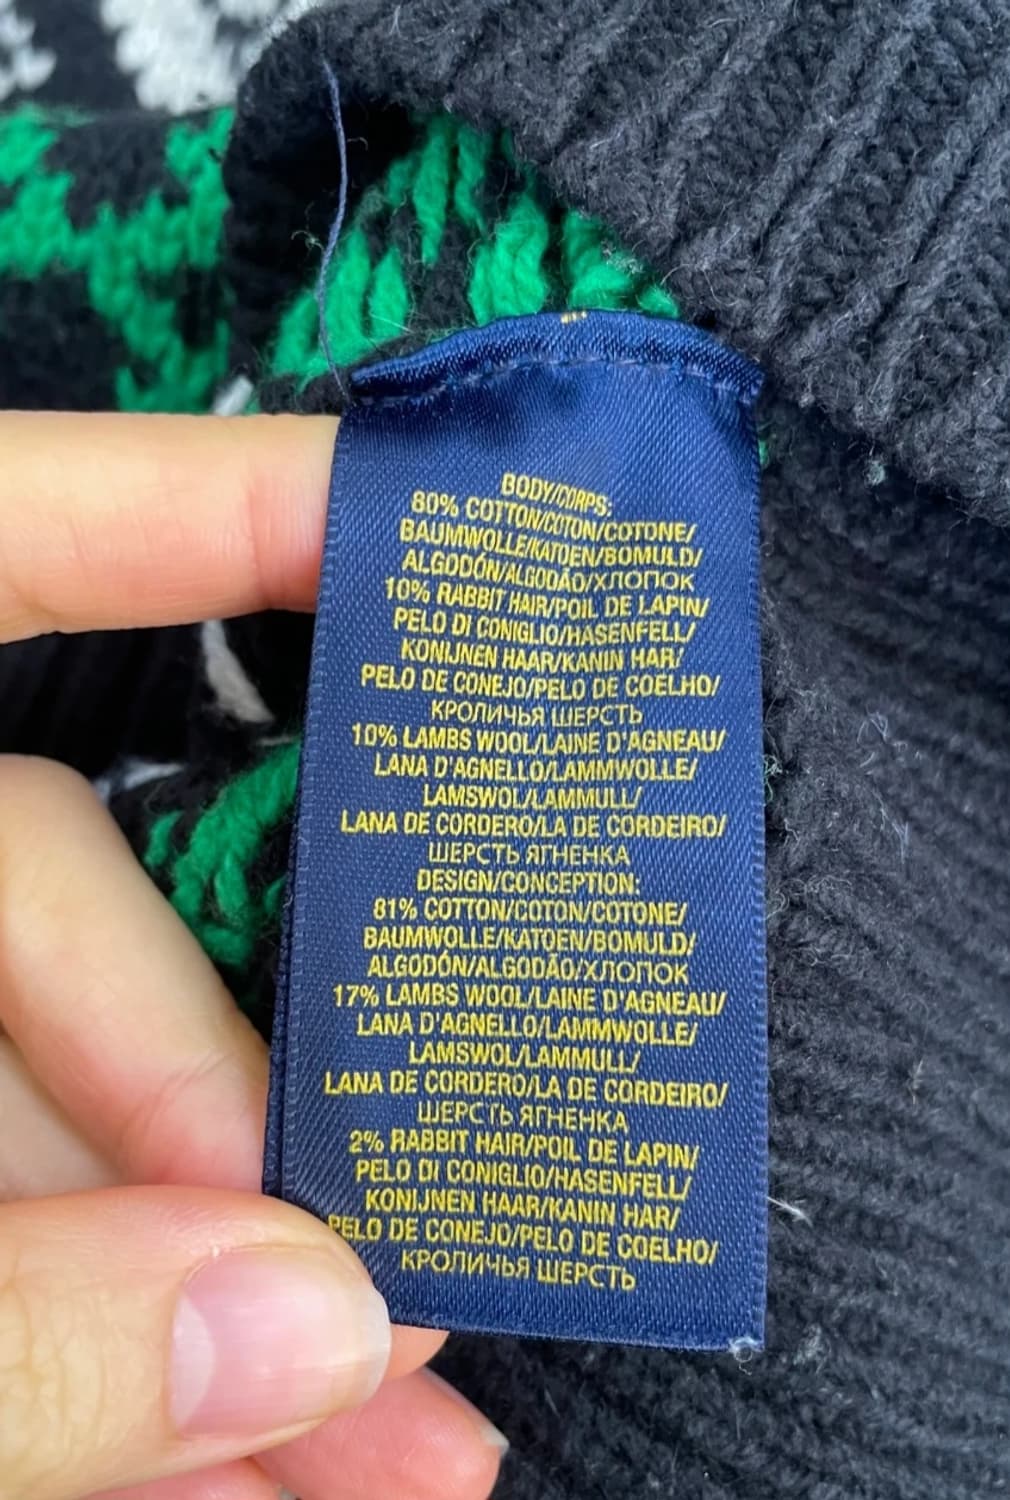 BODY/CORPS:
80% COTTON/COTON/COTONE/
BAUMWOLLE/KATOEN/BOMULD/
ALGODÓN/ALGODÃO/ХЛОПОК
10% RABBIT HAIR/POIL DE LAPIN/
PELO DI CONIGLIO/HASENFELL/
KONIJNEN HAAR/KANIN HAR/
PELO DE CONEJO/PELO DE COELHO/
КРОЛИЧЬЯ ШЕРСТЬ
10% LAMBS WOOL/LAINE D'AGNEAU/
LANA D'AGNELLO/LAMMWOLLE/
LAMSWOL/LAMMULL/
LANA DE CORDERO/LA DE CORDEIRO/
ШЕРСТЬ ЯГНЕНКА
DESIGN/CONCEPTION:
81% COTTON/COTON/COTONE/
BAUMWOLLE/KATOEN/BOMULD/
ALGODÓN/ALGODÃO/ХЛОПОК
17% LAMBS WOOL/LAINE D'AGNEAU/
LANA D'AGNELLO/LAMMWOLLE/
LAMSWOL/LAMMULL/
LANA DE CORDERO/LA DE CORDEIRO/
ШЕРСТЬ ЯГНЕНКА
2% RABBIT HAIR/POIL DE LAPIN/
PELO DI CONIGLIO/HASENFELL/
KONIJNEN HAAR/KANIN HAR/
PELO DE CONEJO/PELO DE COELHO/
КРОЛИЧЬЯ ШЕРСТЬ